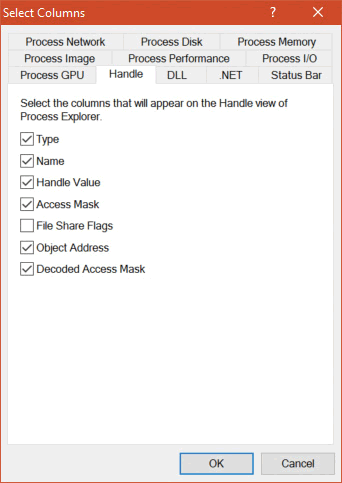 Select Columns
Process Network Process Disk Process Memory
Process Image Process Performance Process I/O
Process GPU Handle DLL .NET Status Bar
Select the columns that will appear on the Handle view of
Process Explorer.
Type
Name
Handle Value
Access Mask
File Share Flags
Object Address
Decoded Access Mask
OK Cancel